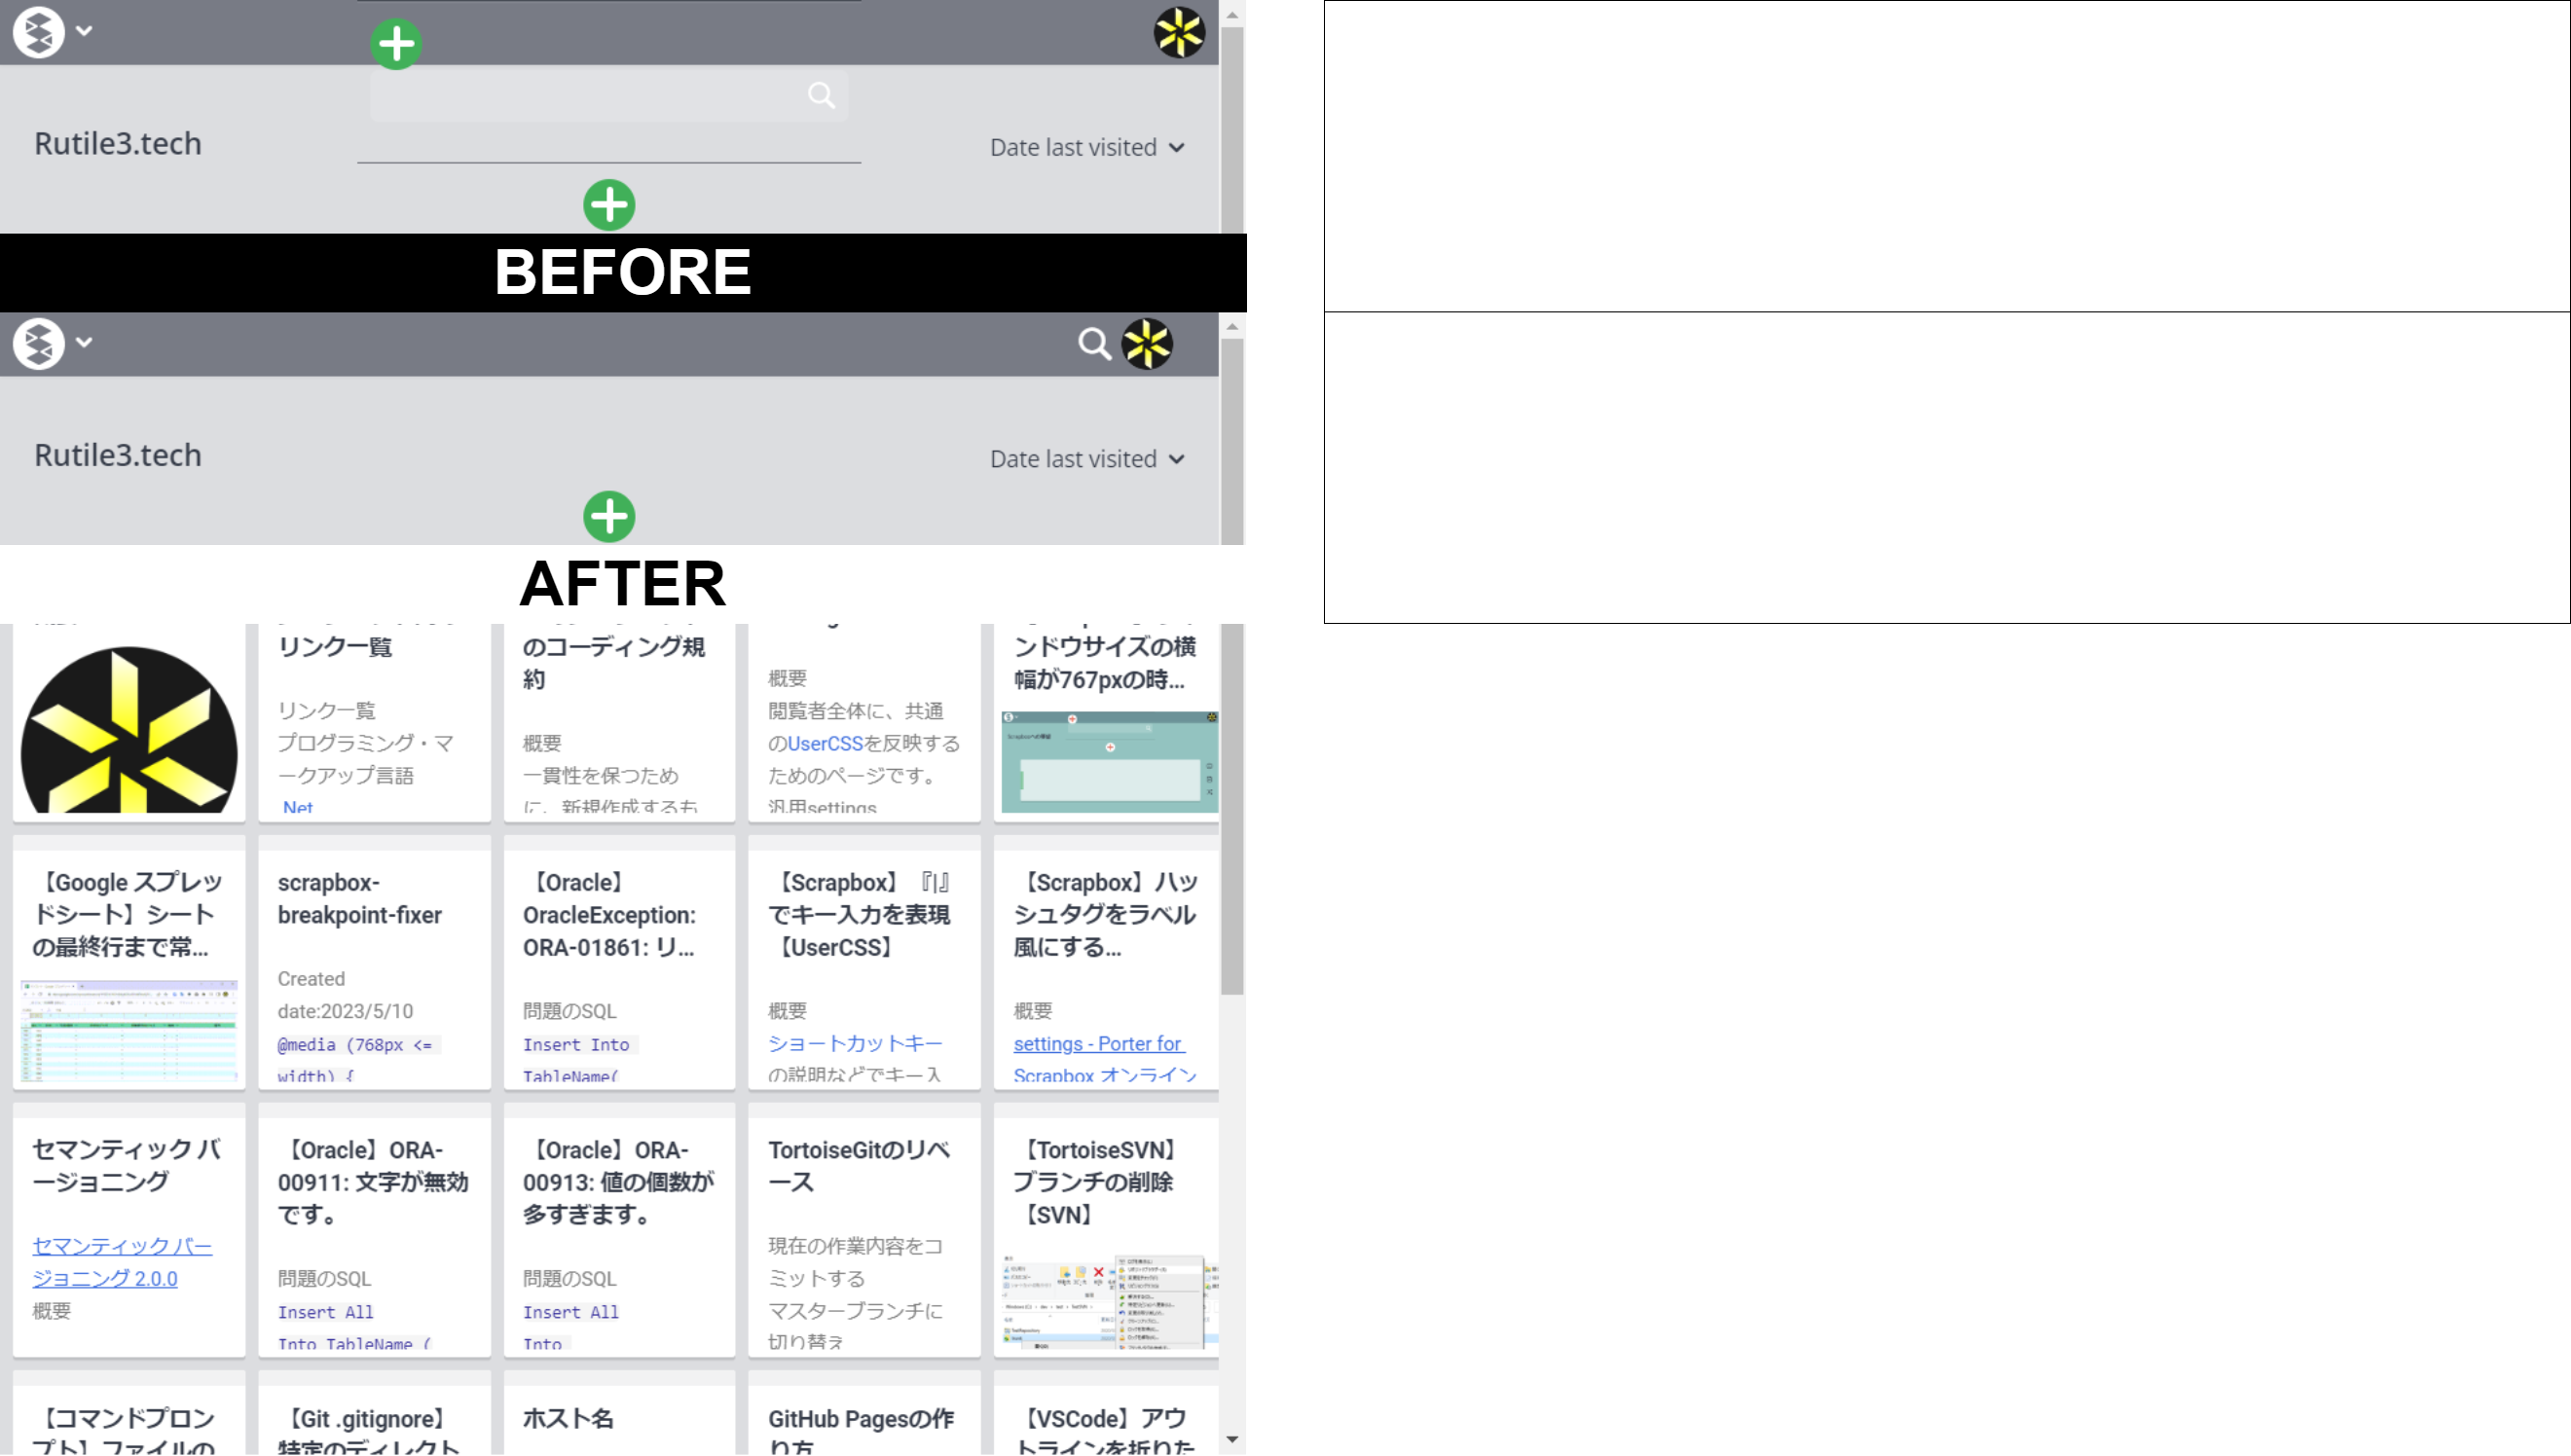 Rutile3.tech
Date last visited
BEFORE
Rutile3.tech
Date last visited
AFTER
リンク一覧
リンク一覧
プログラミング・マ
ークアップ言語
.Net
のコーディング規
約
概要
一貫性を保つため
に、新規作成するも
概要
閲覧者全体に、共通
のUserCSSを反映する
ためのページです。
汎用settings
ンドウサイズの横
幅が767pxの時...
【Google スプレッ
ドシート】シート
の最終行まで常...
scrapbox-
breakpoint-fixer
Created
date:2023/5/10
@media (768px <=
width) {
【Oracle】
OracleException:
ORA-01861: リ...
問題のSQL
Insert Into
TableName(
【Scrapbox】『|』
でキー入力を表現
【UserCSS】
概要
ショートカットキー
の説明などでキー入
【Scrapbox】ハッ
シュタグをラベル
風にする...
概要
settings - Porter for
Scrapbox オンライン
セマンティック バ
ージョニング
セマンティック バー
ジョニング 2.0.0
概要
【Oracle】ORA-
00911: 文字が無効
です。
問題のSQL
Insert All
Into TableName (
【Oracle】ORA-
00913: 値の個数が
多すぎます。
問題のSQL
Insert All
Into
TortoiseGitのリベ
ース
現在の作業内容をコ
ミットする
マスターブランチに
切り替え
【TortoiseSVN】
ブランチの削除
【SVN】
【コマンドプロン
プト】ファイルの
【Git .gitignore】
特定のディレクト
ホスト名
GitHub Pagesの作
り方
【VSCode】アウ
トラインを折りた